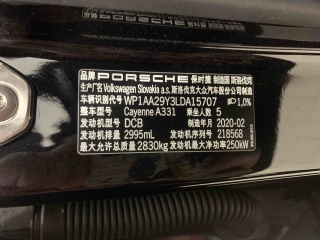 品牌 PORSCHE 保时捷 制造国 斯洛伐克
生产厂名 Volkswagen Slovakia a.s. 斯洛伐克大众汽车股份公司制造
车辆识别代号 WP1AA29Y3LDA15707 1,0%
整车型号 Cayenne A331 乘坐人数 5
发动机型号 DCB 制造年月 2020-02
发动机排量 2995mL 发动机号 218568
最大允许总质量 2830kg 发动机最大净功率 250kW